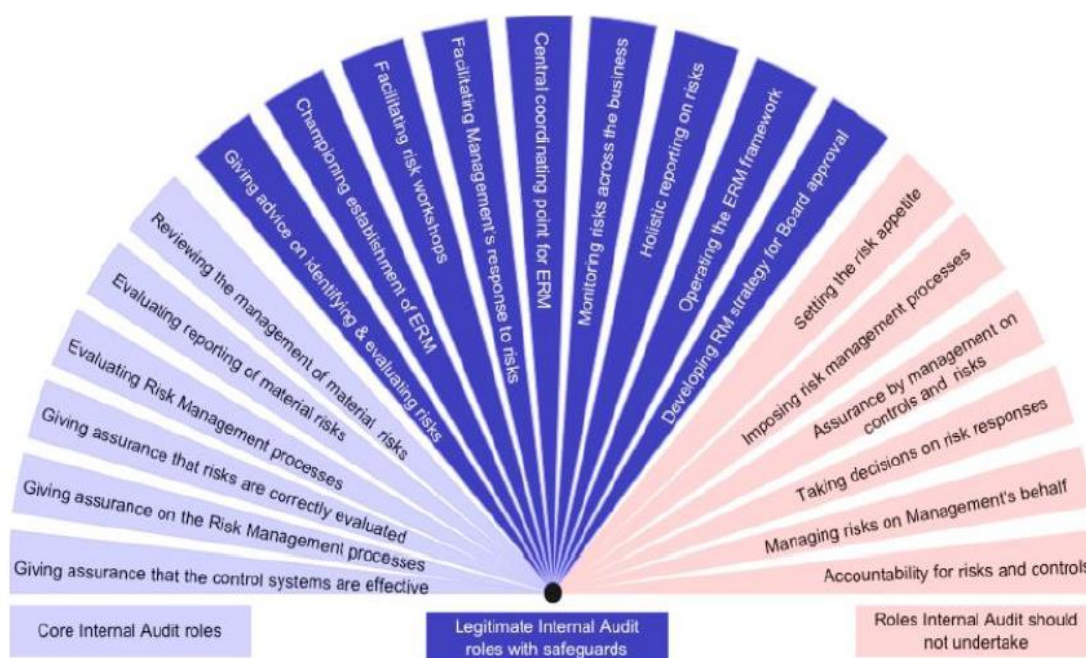 Giving assurance that the control systems are effective
Giving assurance on the Risk Management processes
Giving assurance that risks are correctly evaluated
Evaluating Risk Management processes
Evaluating reporting of material risks
Reviewing the management of material risks
Giving advice on identifying & evaluating risks
Championing establishment of ERM
Facilitating risk workshops
Facilitating Management's response to risks
Central coordinating point for ERM
Monitoring risks across the business
Holistic reporting on risks
Operating the ERM framework
Developing RM strategy for Board approval
Setting the risk appetite
Imposing risk management processes
Assurance by management on
controls and risks
Taking decisions on risk responses
Managing risks on Management's behalf
Accountability for risks and controls
Core Internal Audit roles
Legitimate Internal Audit
roles with safeguards
Roles Internal Audit should
not undertake